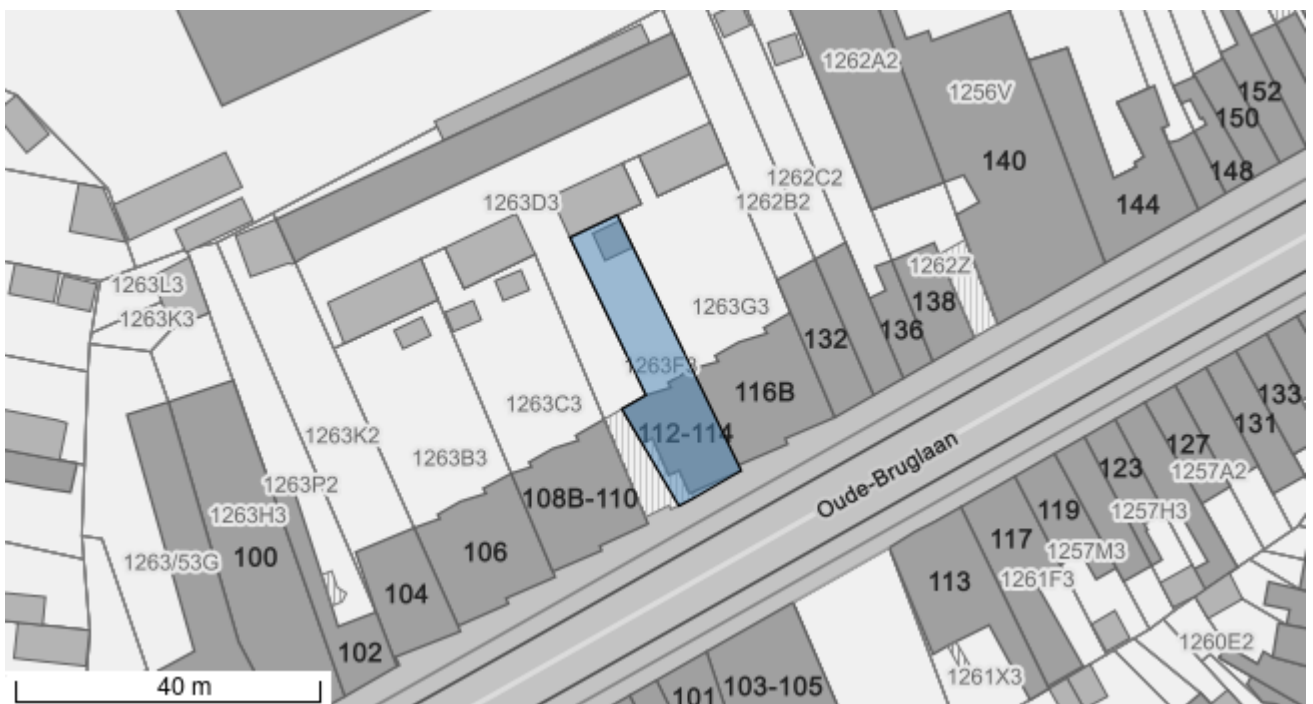 1262A2
1256V
152
150
140
148
1262C2
1262B2
1263D3
144
1262Z
1263L3
138
1263K3
1263G3
136
132
1263F3
133
116B
131
1263C3
112-114
127
1263K2
Oude-Bruglaan
1263B3
123
1257A2
1263P2
108B-110
1263H3
119
1257H3
117
106
1257M3
1263/53G
100
113
1261F3
104
1260E2
102
1261X3
40 m
101
103-105